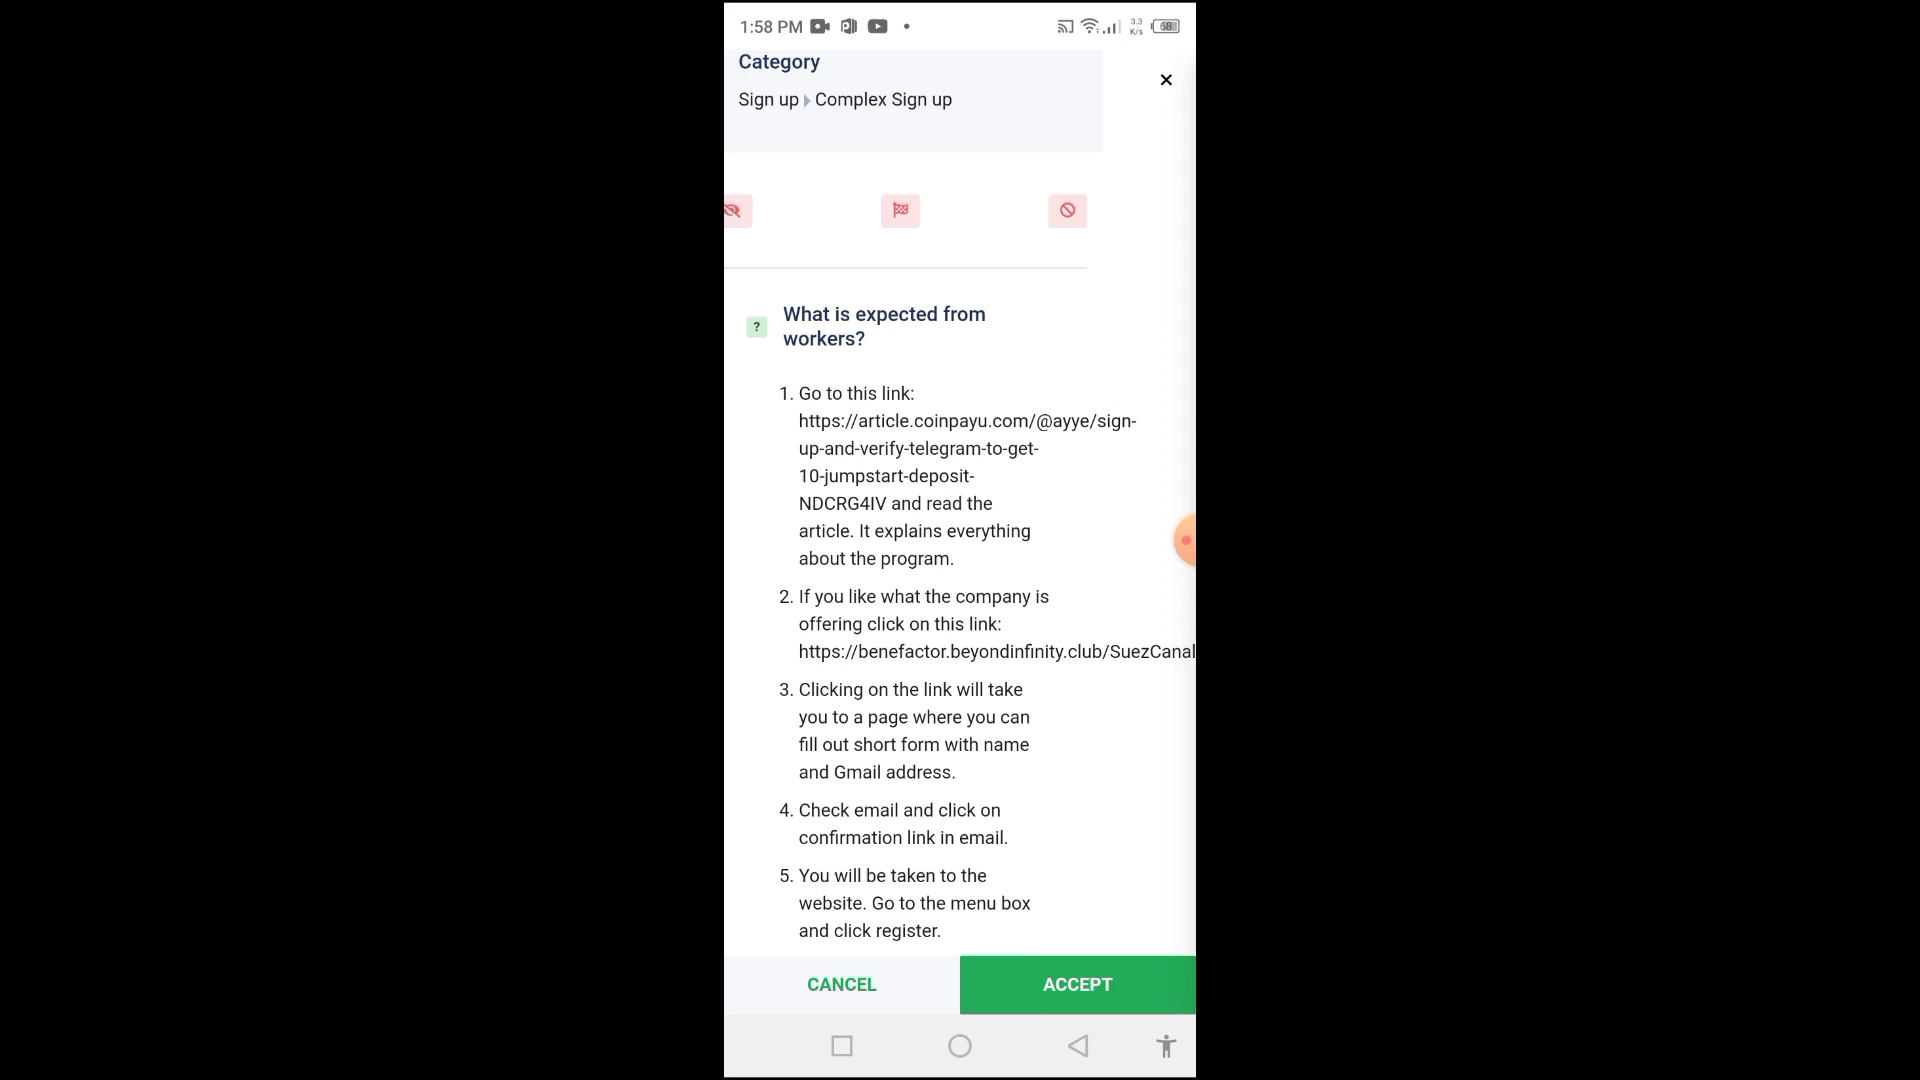 1:58 PM
3.3
K/s
68
Category
Sign up Complex Sign up
What is expected from
workers?
?
1. Go to this link:
https://article.coinpayu.com/@ayye/sign-
up-and-verify-telegram-to-get-
10-jumpstart-deposit-
NDCRG4IV and read the
article. It explains everything
about the program.
2. If you like what the company is
offering click on this link:
https://benefactor.beyondinfinity.club/SuezCanal
3. Clicking on the link will take
you to a page where you can
fill out short form with name
and Gmail address.
4. Check email and click on
confirmation link in email.
5. You will be taken to the
website. Go to the menu box
and click register.
CANCEL
ACCEPT